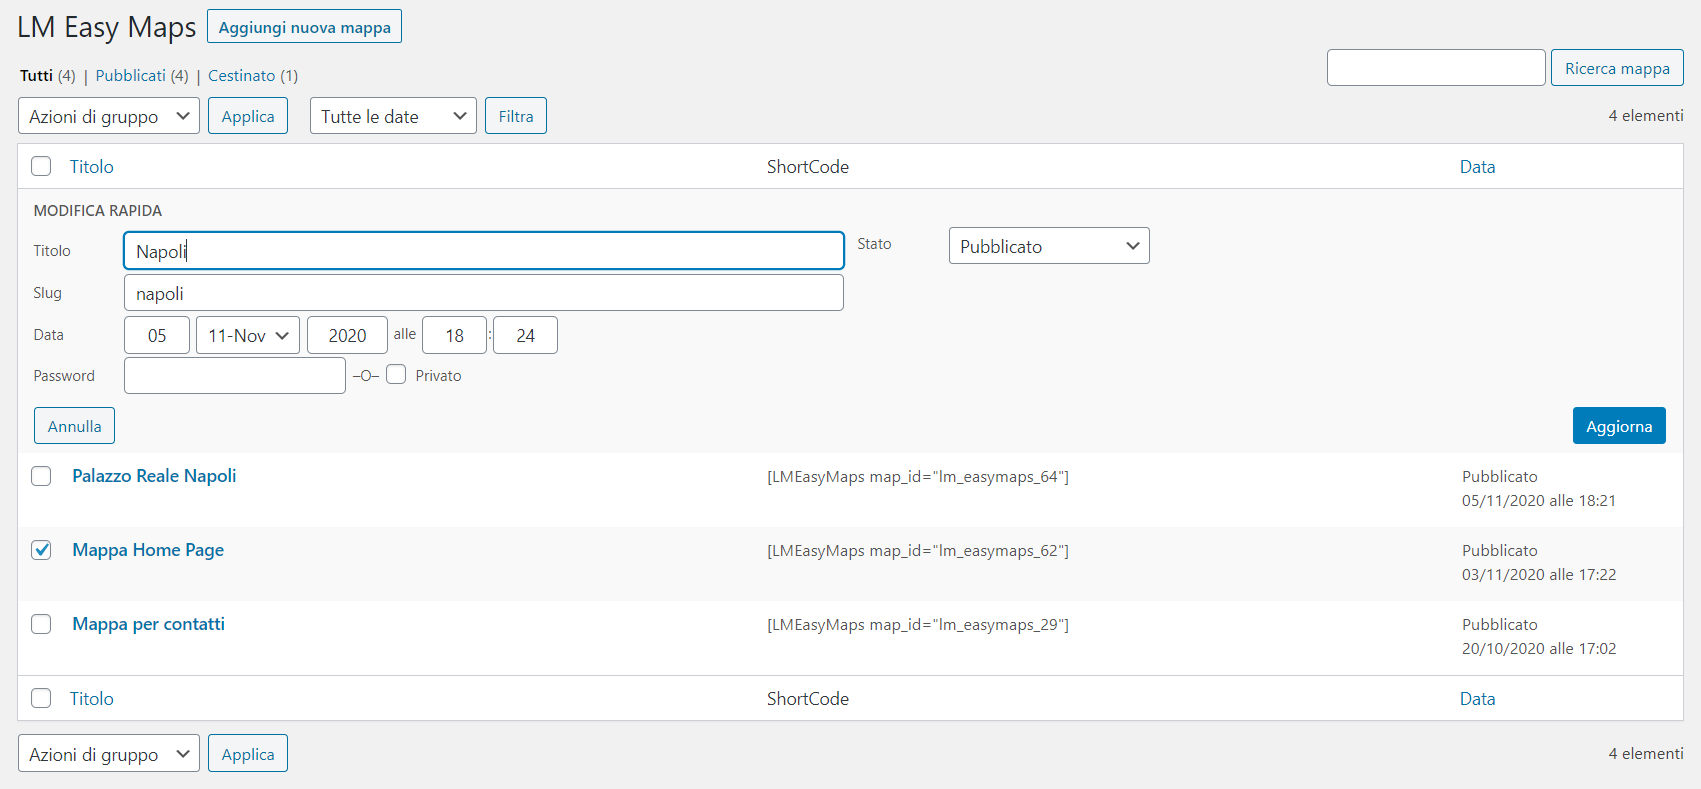 LM Easy Maps Aggiungi nuova mappa
Tutti (4) | Pubblicati (4) | Cestinato (1)
Ricerca mappa
Azioni di gruppo Applica Tutte le date Filtra 4 elementi
Titolo ShortCode Data
MODIFICA RAPIDA
Titolo Napoli Stato Pubblicato
Slug napoli
Data 05 11-Nov 2020 alle 18 : 24
Password –O– Privato
Annulla Aggiorna
Palazzo Reale Napoli [LMEasyMaps map_id="lm_easymaps_64"] Pubblicato
05/11/2020 alle 18:21
Mappa Home Page [LMEasyMaps map_id="lm_easymaps_62"] Pubblicato
03/11/2020 alle 17:22
Mappa per contatti [LMEasyMaps map_id="lm_easymaps_29"] Pubblicato
20/10/2020 alle 17:02
Titolo ShortCode Data
Azioni di gruppo Applica 4 elementi